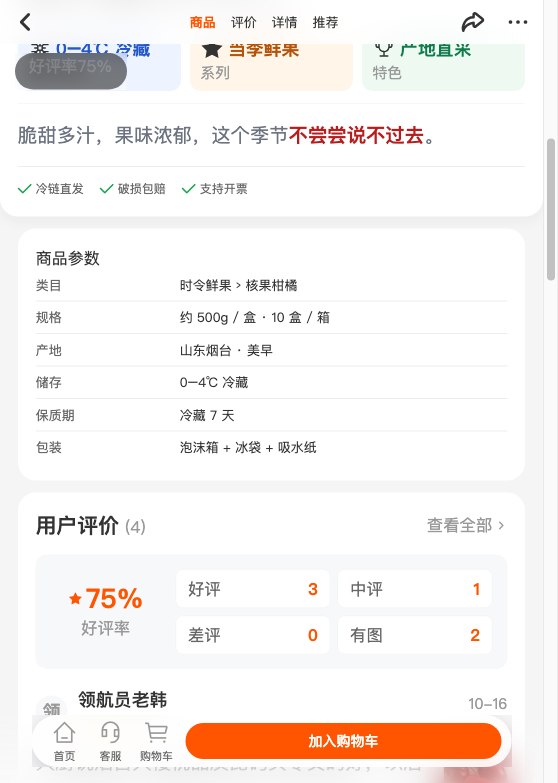 商品 评价 详情 推荐
0—4℃ 冷藏
好评率75%
当季鲜果
系列
产地直采
特色
脆甜多汁，果味浓郁，这个季节不尝尝说不过去。
冷链直发 破损包赔 支持开票
商品参数
类目 时令鲜果 > 核果柑橘
规格 约 500g / 盒 · 10 盒 / 箱
产地 山东烟台 · 美早
储存 0—4℃ 冷藏
保质期 冷藏 7 天
包装 泡沫箱 + 冰袋 + 吸水纸
用户评价 (4) 查看全部 >
75%
好评率
好评 3
中评 1
差评 0
有图 2
领
领航员老韩 10-16
首页 客服 购物车 加入购物车